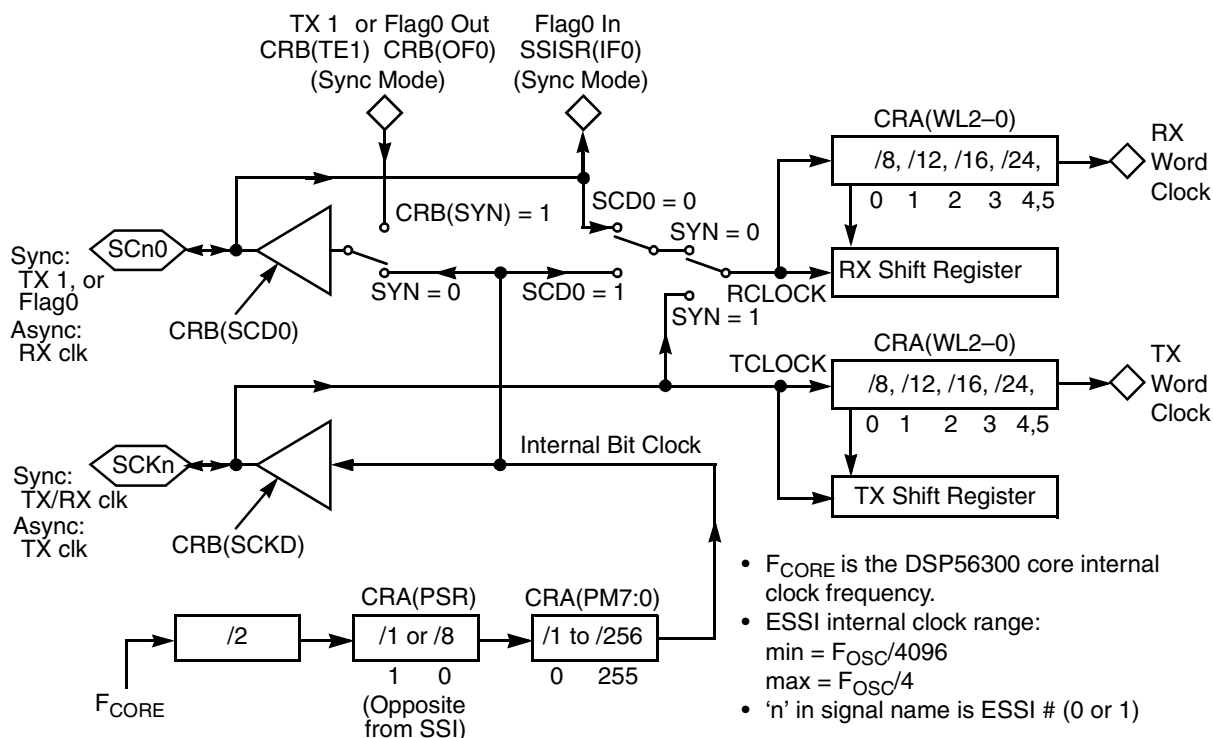 TX 1 or Flag0 Out
CRB(TE1) CRB(OF0)
(Sync Mode)
Flag0 In
SSISR(IF0)
(Sync Mode)
CRA(WL2–0)
/8, /12, /16, /24,
0 1 2 3 4,5
RX
Word
Clock
SCn0
Sync:
TX 1, or
Flag0
Async:
RX clk
CRB(SCD0)
CRB(SYN) = 1
SYN = 0
SCD0 = 0
SCD0 = 1
SYN = 0
SYN = 1
RCLOCK
RX Shift Register
TCLOCK
CRA(WL2–0)
/8, /12, /16, /24,
0 1 2 3 4,5
TX
Word
Clock
TX Shift Register
SCKn
Sync:
TX/RX clk
Async:
TX clk
CRB(SCKD)
Internal Bit Clock
FCORE
/2
CRA(PSR)
/1 or /8
1 0
(Opposite
from SSI)
CRA(PM7:0)
/1 to /256
0 255
• FCORE is the DSP56300 core internal
clock frequency.
• ESSI internal clock range:
min = FOSC/4096
max = FOSC/4
• ‘n’ in signal name is ESSI # (0 or 1)